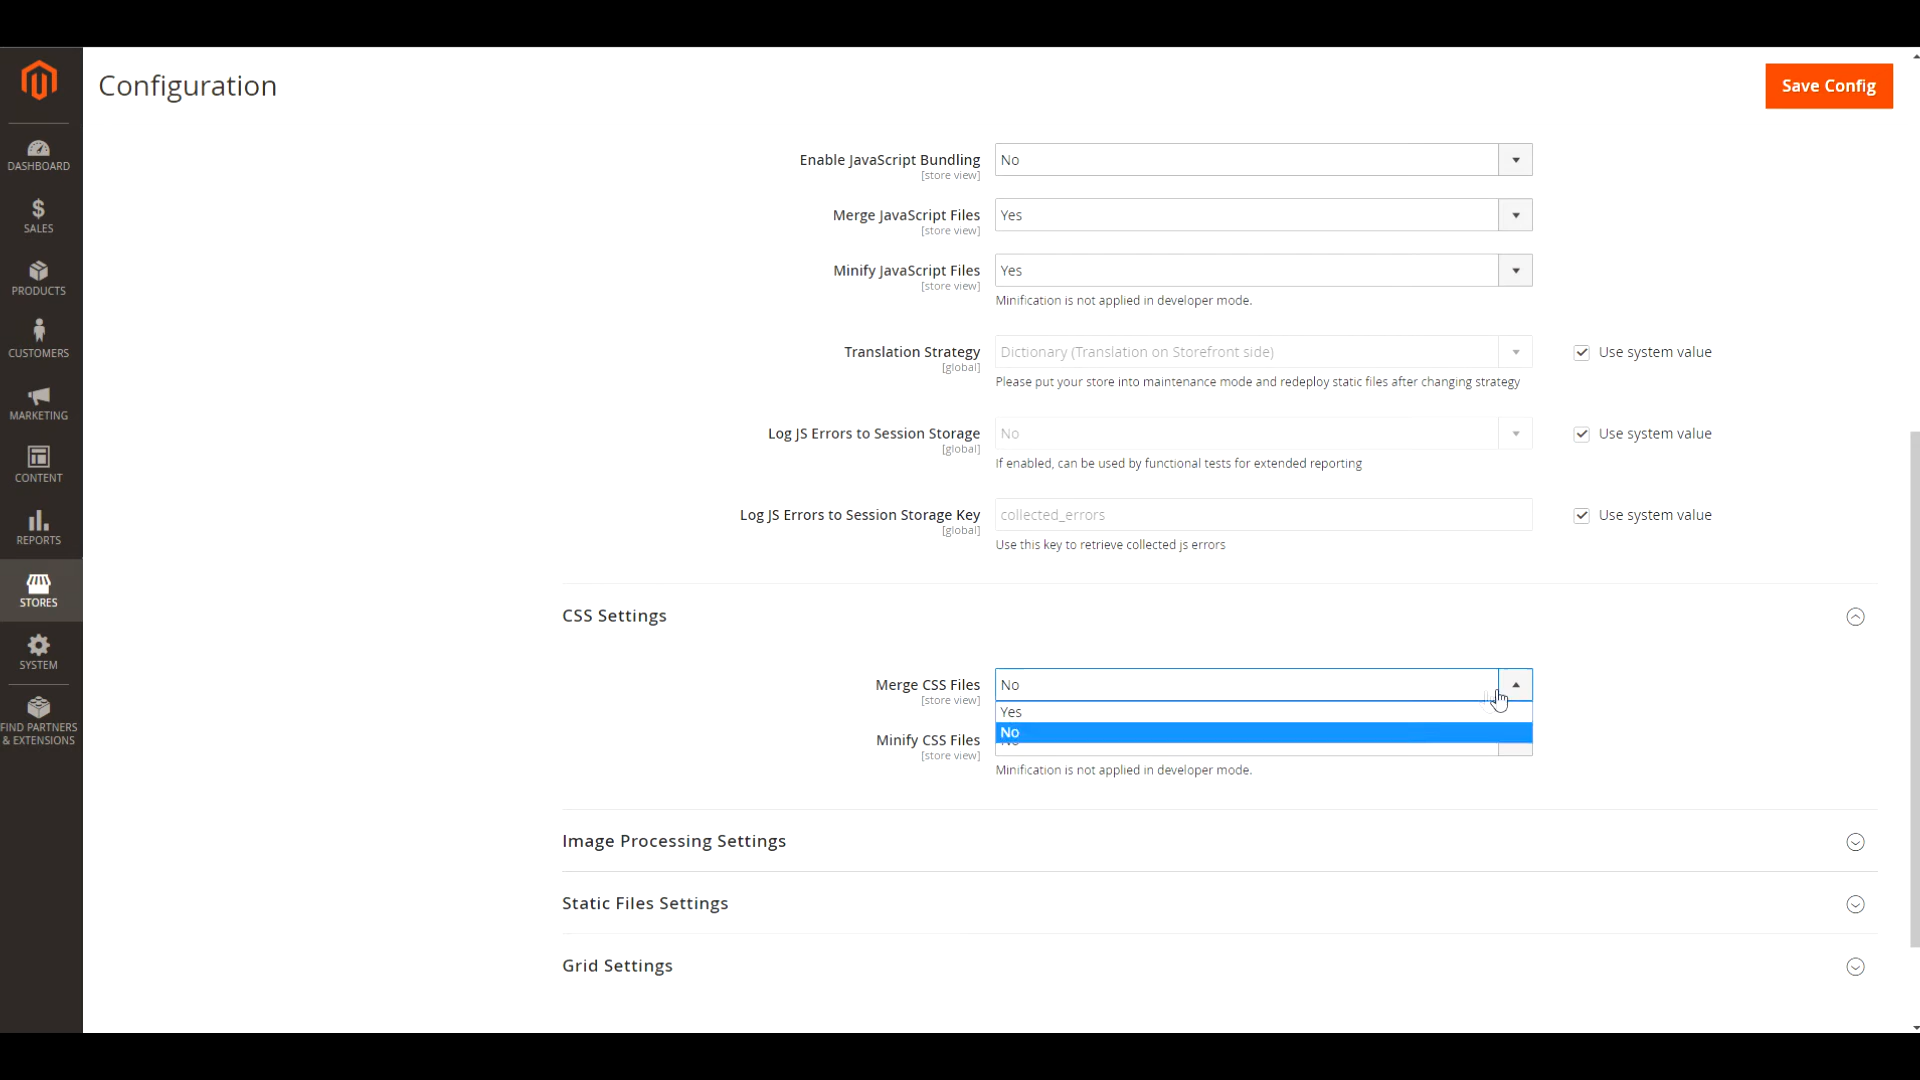 Configuration
Save Config
DASHBOARD
SALES
PRODUCTS
CUSTOMERS
MARKETING
CONTENT
REPORTS
STORES
SYSTEM
FIND PARTNERS
& EXTENSIONS
Enable JavaScript Bundling No
[store view]
Merge JavaScript Files Yes
[store view]
Minify JavaScript Files Yes
[store view]
Minification is not applied in developer mode.
Translation Strategy Dictionary (Translation on Storefront side) Use system value
[global]
Please put your store into maintenance mode and redeploy static files after changing strategy
Log JS Errors to Session Storage No Use system value
[global]
If enabled, can be used by functional tests for extended reporting
Log JS Errors to Session Storage Key collected_errors Use system value
[global]
Use this key to retrieve collected js errors
CSS Settings
Merge CSS Files No
[store view]
Yes
No
Minify CSS Files No
[store view]
Minification is not applied in developer mode.
Image Processing Settings
Static Files Settings
Grid Settings